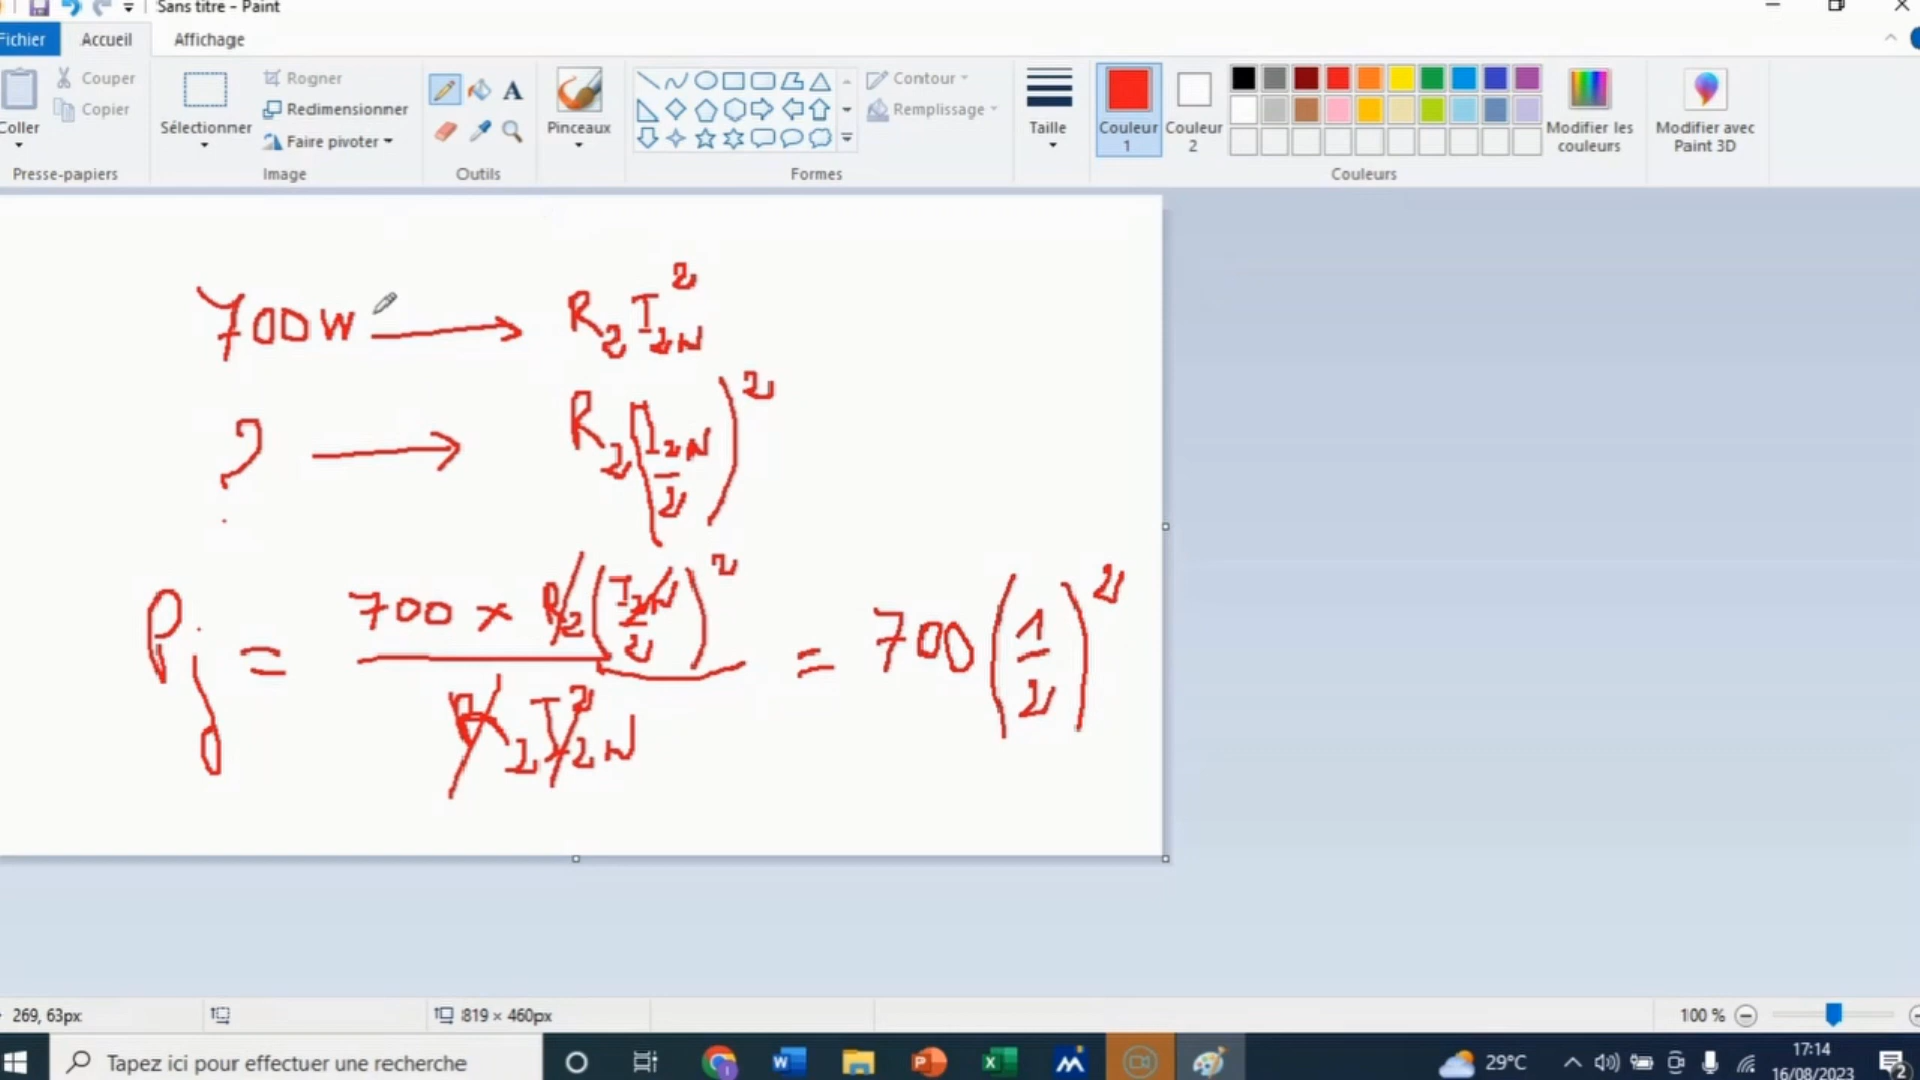 Sans titre - Paint
Fichier Accueil Affichage
Coller
Couper
Copier
Presse-papiers
Sélectionner
Rogner
Redimensionner
Faire pivoter
Image
A
Outils
Pinceaux
Contour
Remplissage
Formes
Taille
Couleur 1
Couleur 2
Modifier les couleurs
Modifier avec Paint 3D
Couleurs
700W → R₂ I₂N²
? → R₂ (I₂N/2)²
Pj = 700 × R₂ (I₂N/2)² / R₂ I₂N² = 700 (1/2)²
269, 63px 819 × 460px 100 %
Tapez ici pour effectuer une recherche
29°C
17:14
16/08/2023
2